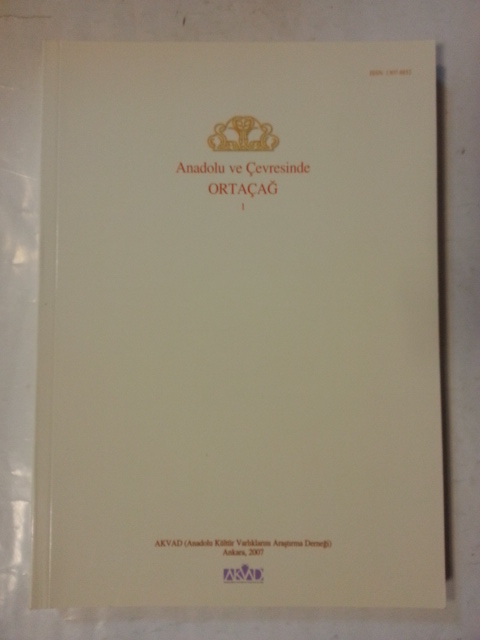 Anadolu ve Çevresinde
ORTAÇAĞ
1
AKVAD (Anadolu Kültür Varlıklarını Araştırma Derneği)
Ankara, 2007
AKVAD